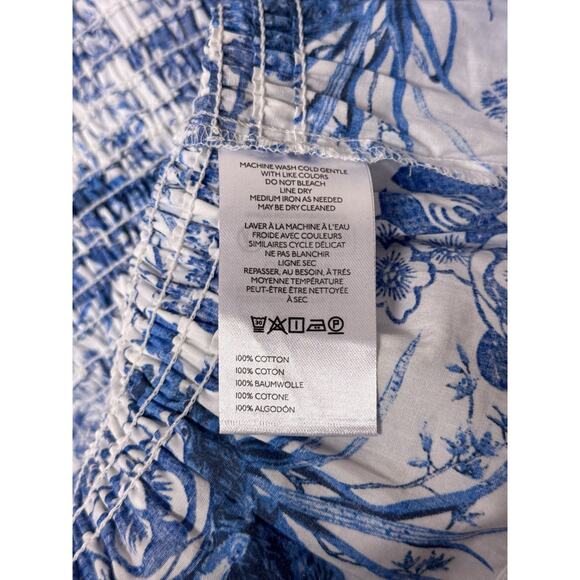 MACHINE WASH COLD GENTLE
WITH LIKE COLORS
DO NOT BLEACH
LINE DRY
MEDIUM IRON AS NEEDED
MAY BE DRY CLEANED
LAVER À LA MACHINE À L'EAU
FROIDE AVEC COULEURS
SIMILAIRES CYCLE DÉLICAT
NE PAS BLANCHIR
LIGNE SEC
REPASSER, AU BESOIN, À TRÉS
MOYENNE TEMPÉRATURE
PEUT-ÊTRE ÊTRE NETTOYÉE
À SEC
30
P
100% COTTON
100% COTON
100% BAUMWOLLE
100% COTONE
100% ALGODÓN